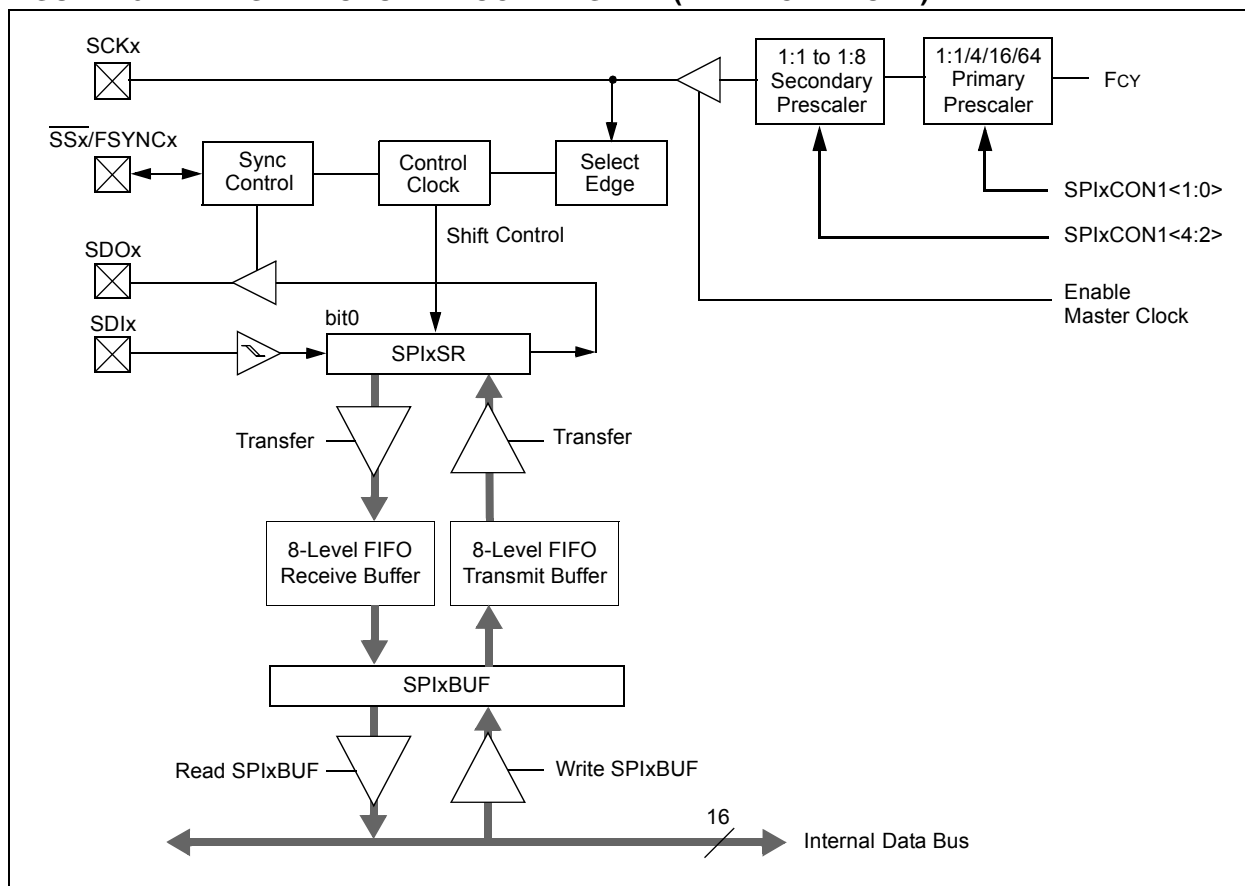 SCKx
1:1 to 1:8
Secondary
Prescaler
1:1/4/16/64
Primary
Prescaler
FCY
SSx/FSYNCx
Sync
Control
Control
Clock
Select
Edge
SPIxCON1<1:0>
Shift Control
SPIxCON1<4:2>
SDOx
Enable
Master Clock
SDIx
bit0
SPIxSR
Transfer
Transfer
8-Level FIFO
Receive Buffer
8-Level FIFO
Transmit Buffer
SPIxBUF
Read SPIxBUF
Write SPIxBUF
16
Internal Data Bus